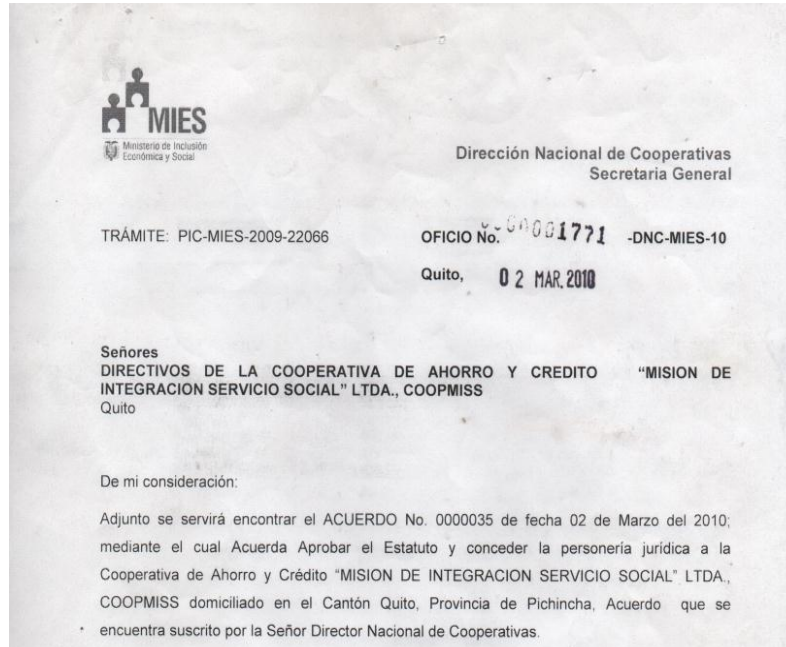 MIES
Ministerio de Inclusión
Económica y Social
Dirección Nacional de Cooperativas
Secretaria General
TRÁMITE: PIC-MIES-2009-22066
OFICIO No. 00001771 -DNC-MIES-10
Quito, 02 MAR. 2010
Señores
DIRECTIVOS DE LA COOPERATIVA DE AHORRO Y CREDITO “MISION DE
INTEGRACION SERVICIO SOCIAL” LTDA., COOPMISS
Quito
De mi consideración:
Adjunto se servirá encontrar el ACUERDO No. 0000035 de fecha 02 de Marzo del 2010;
mediante el cual Acuerda Aprobar el Estatuto y conceder la personería jurídica a la
Cooperativa de Ahorro y Crédito “MISION DE INTEGRACION SERVICIO SOCIAL” LTDA.,
COOPMISS domiciliado en el Cantón Quito, Provincia de Pichincha, Acuerdo que se
encuentra suscrito por la Señor Director Nacional de Cooperativas.